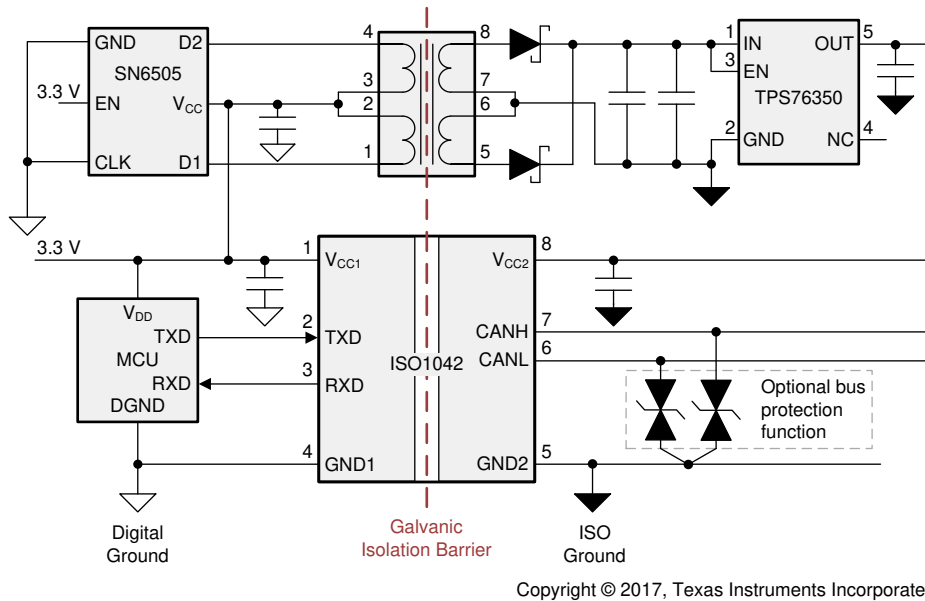 GND
D2
4
8
1
IN
OUT
5
SN6505
3
EN
3.3 V
EN
VCC
3
7
TPS76350
2
6
2
GND
NC
4
CLK
D1
1
5
3.3 V
1
VCC1
VCC2
8
VDD
TXD
2
TXD
CANH
7
MCU
ISO1042
CANL
6
RXD
3
RXD
Optional bus
protection
function
DGND
4
GND1
GND2
5
Digital
Ground
Galvanic
Isolation Barrier
ISO
Ground
Copyright © 2017, Texas Instruments Incorporate